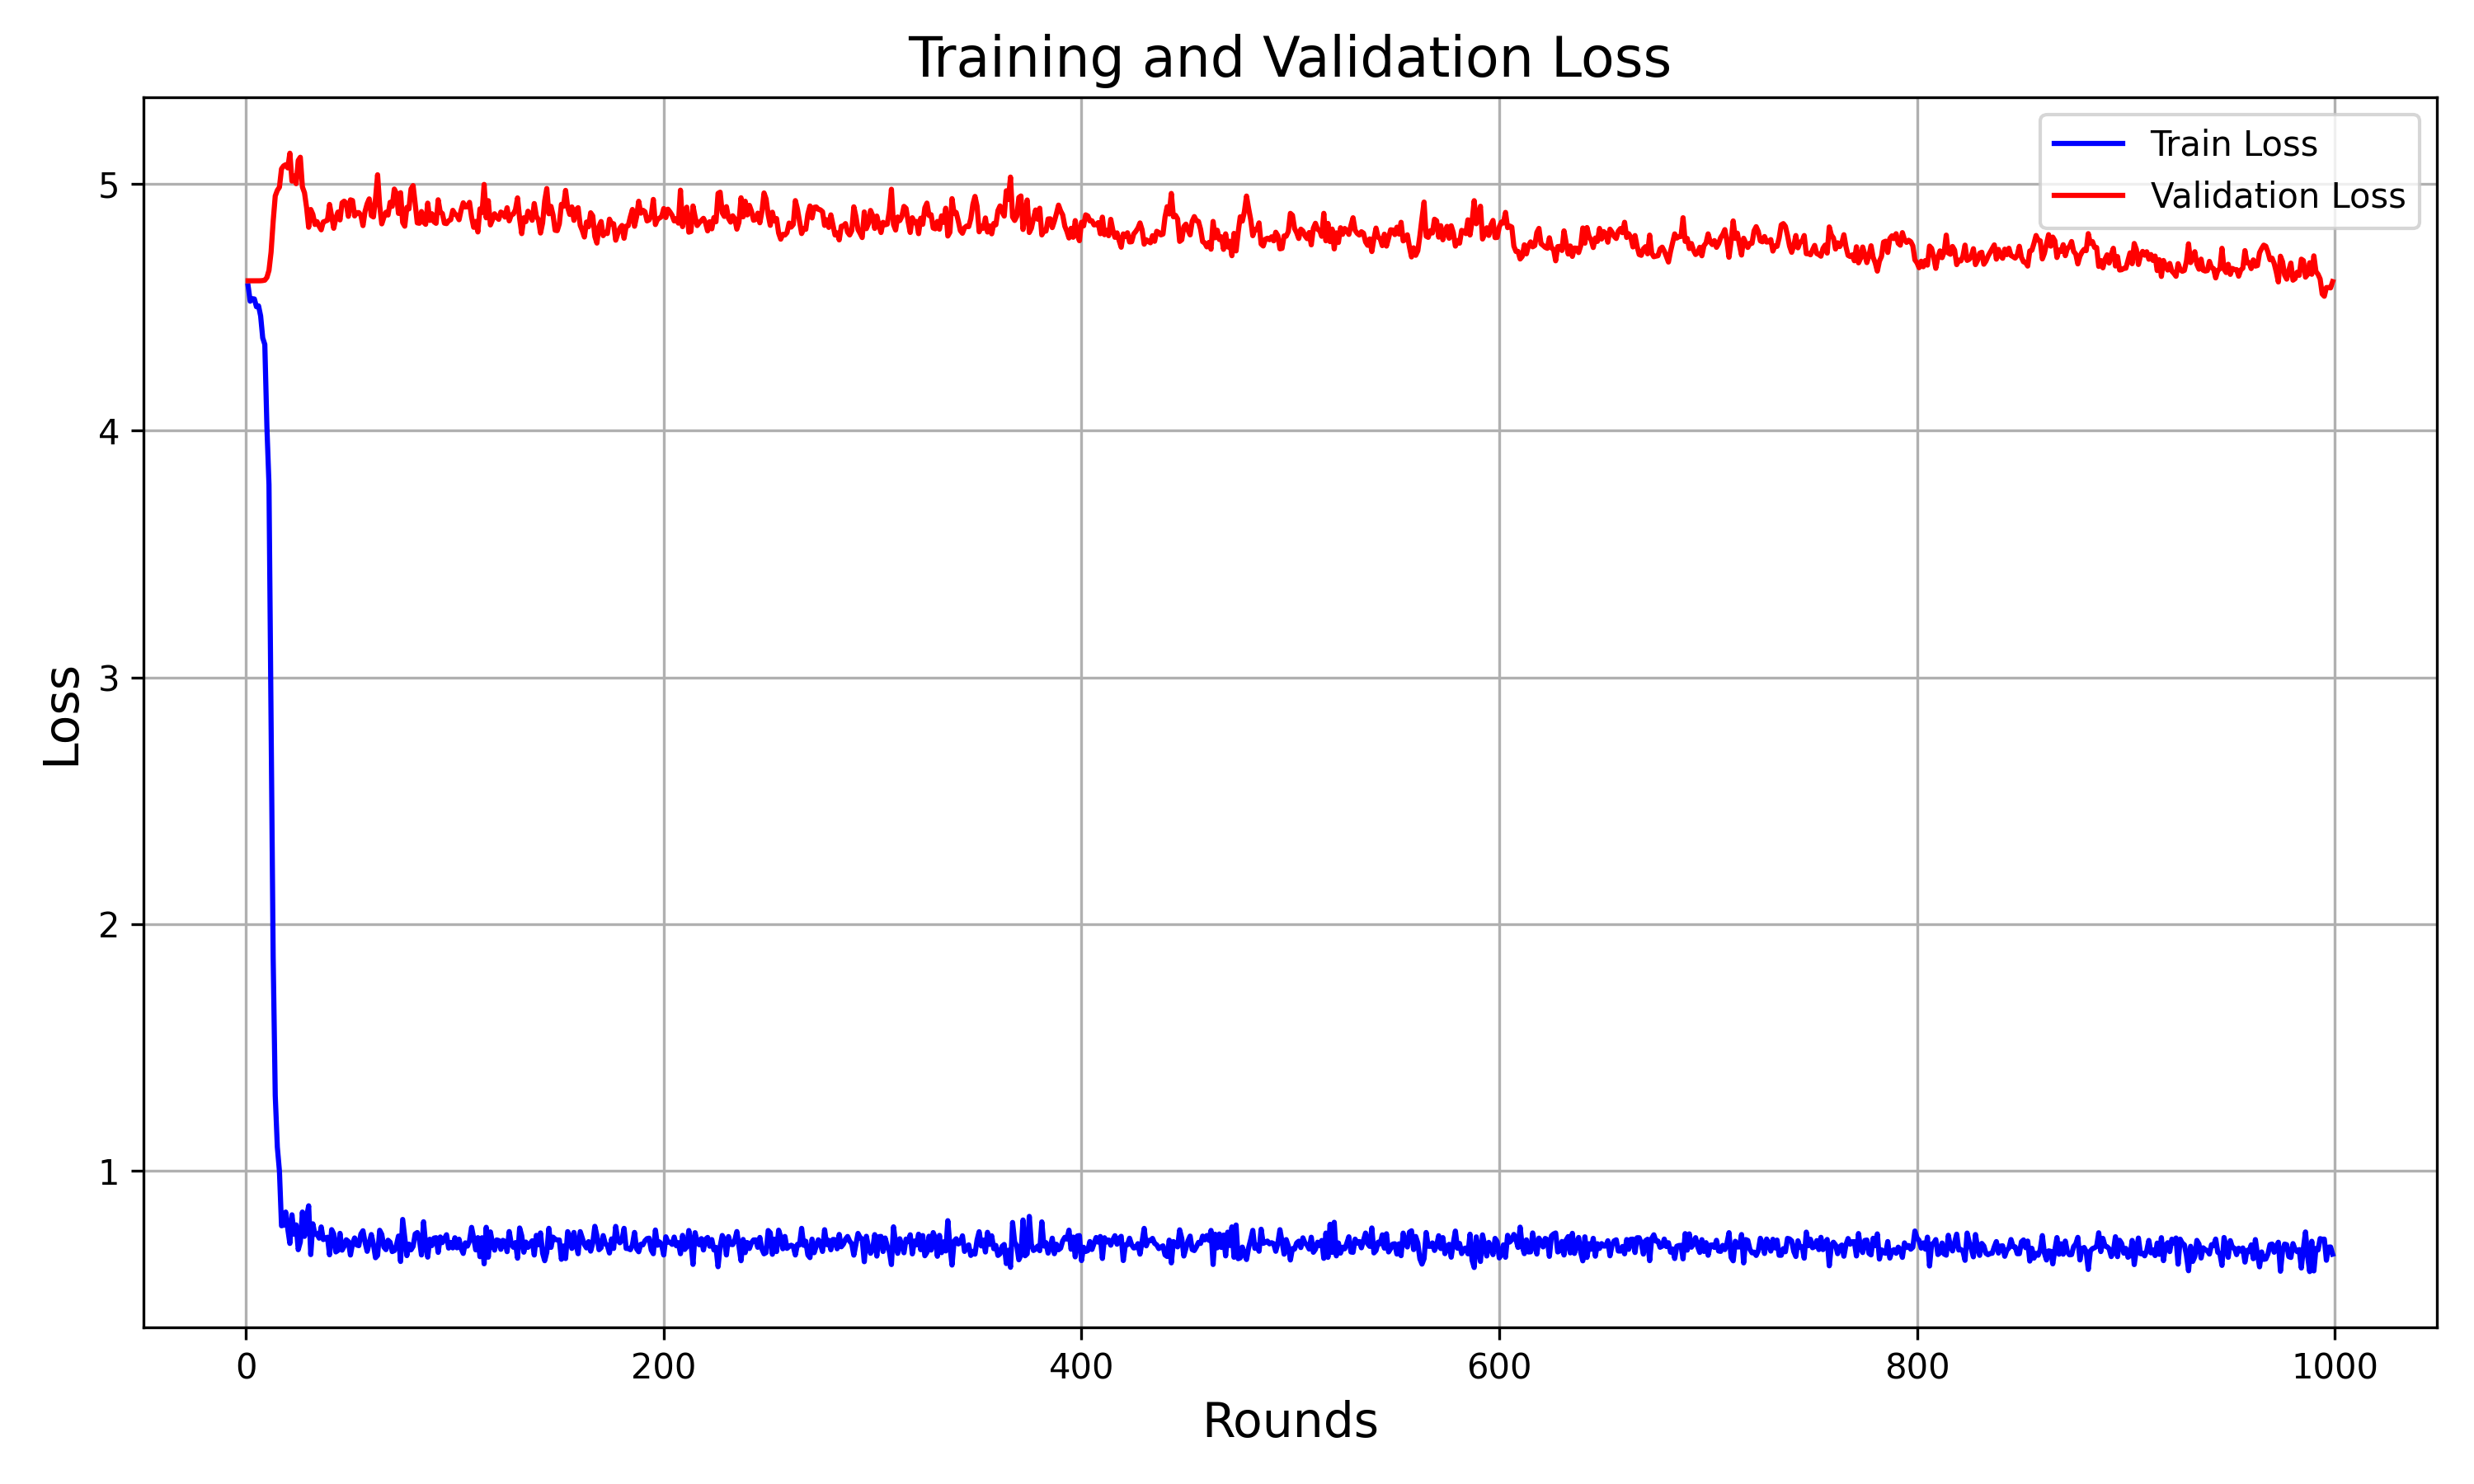 Training and Validation Loss
Train Loss
Validation Loss
5
4
3
2
1
Loss
0 200 400 600 800 1000
Rounds